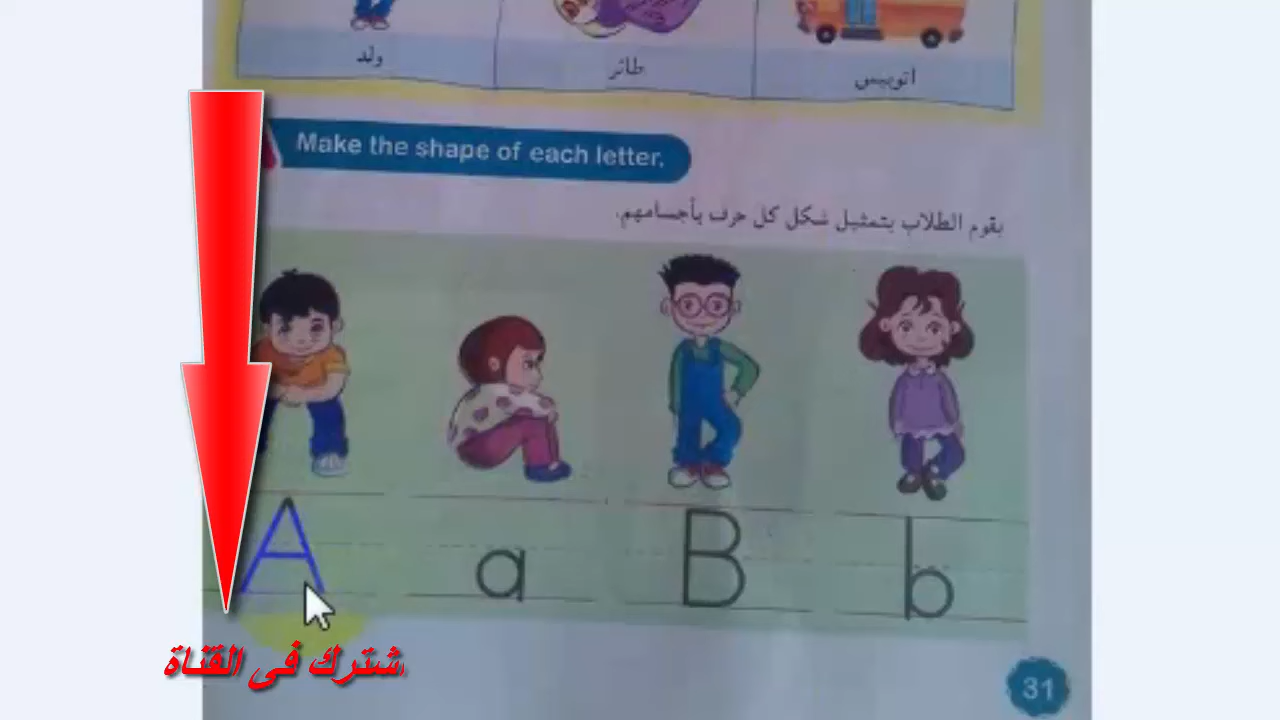 ولد
طائر
اتوبيس
Make the shape of each letter.
يقوم الطلاب بتمثيل شكل كل حرف بأجسامهم.
A a B b
اشترك فى القناة
31